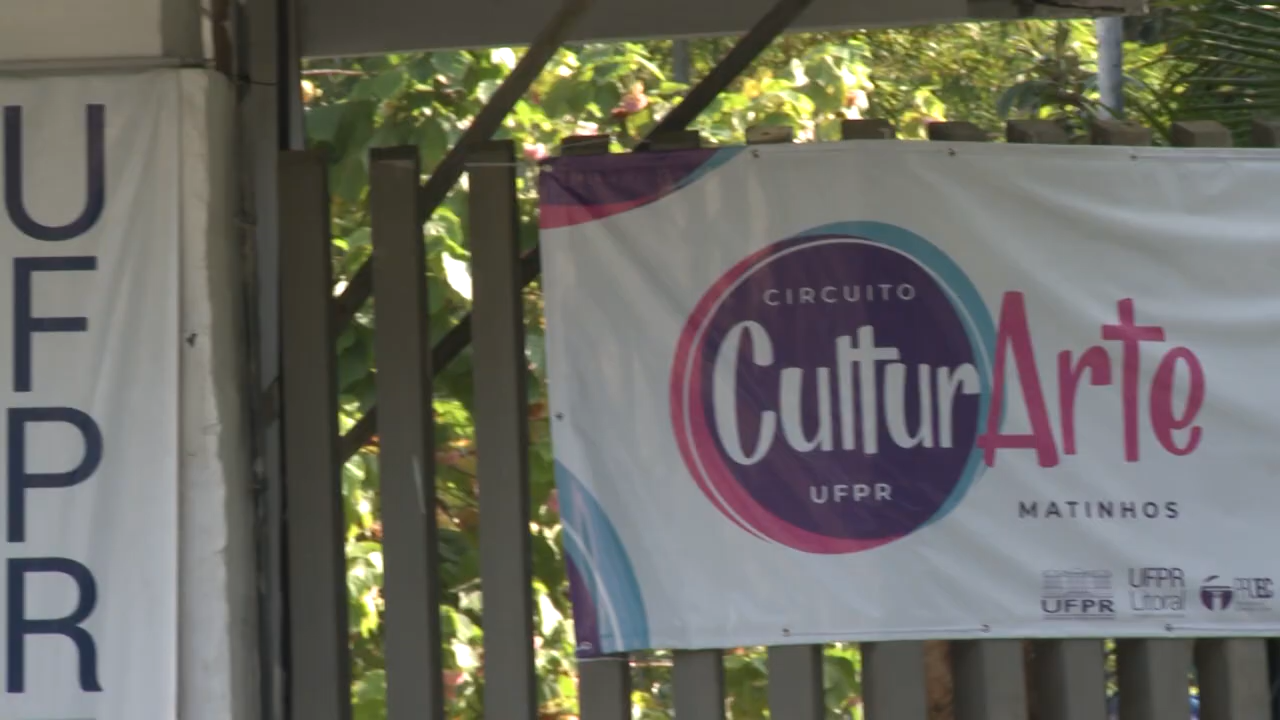 U
F
P
R
CIRCUITO
CulturArte
UFPR
MATINHOS
UFPR
UFPR
Litoral